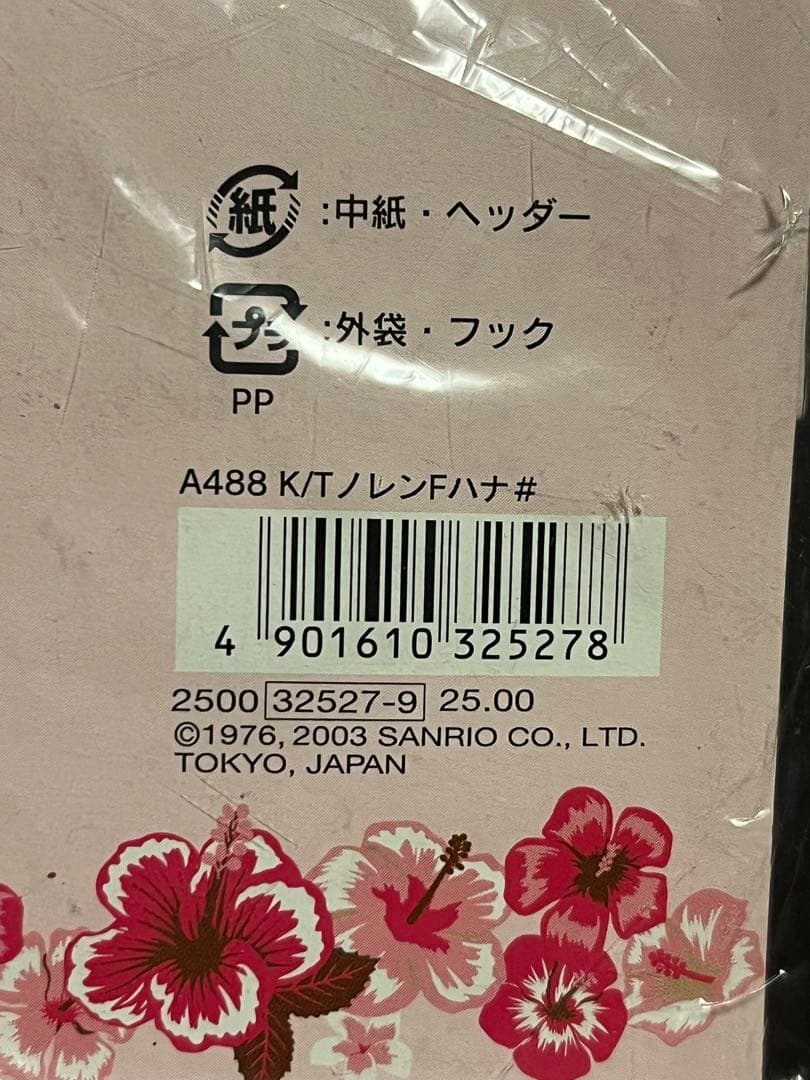 紙 :中紙・ヘッダー
プラ :外袋・フック
PP
A488 K/TノレンFハナ#
4 901610 325278
2500 32527-9 25.00
©1976, 2003 SANRIO CO., LTD.
TOKYO, JAPAN